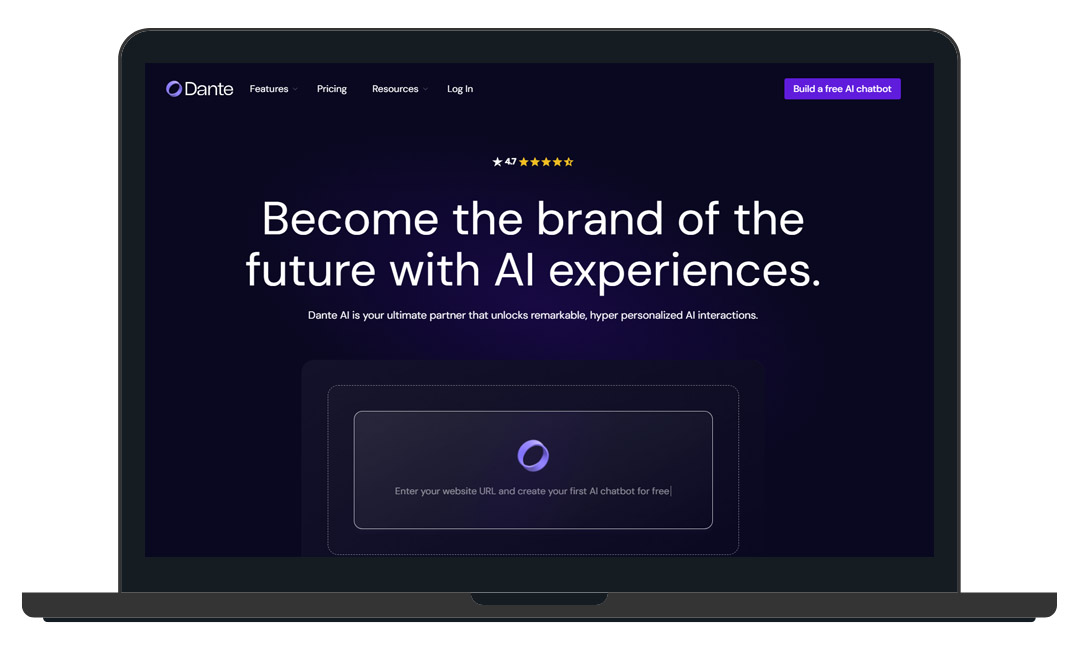 Dante Features Pricing Resources Log In Build a free AI chatbot
4.7
Become the brand of the
future with AI experiences.
Dante AI is your ultimate partner that unlocks remarkable, hyper personalized AI interactions.
Enter your website URL and create your first AI chatbot for free